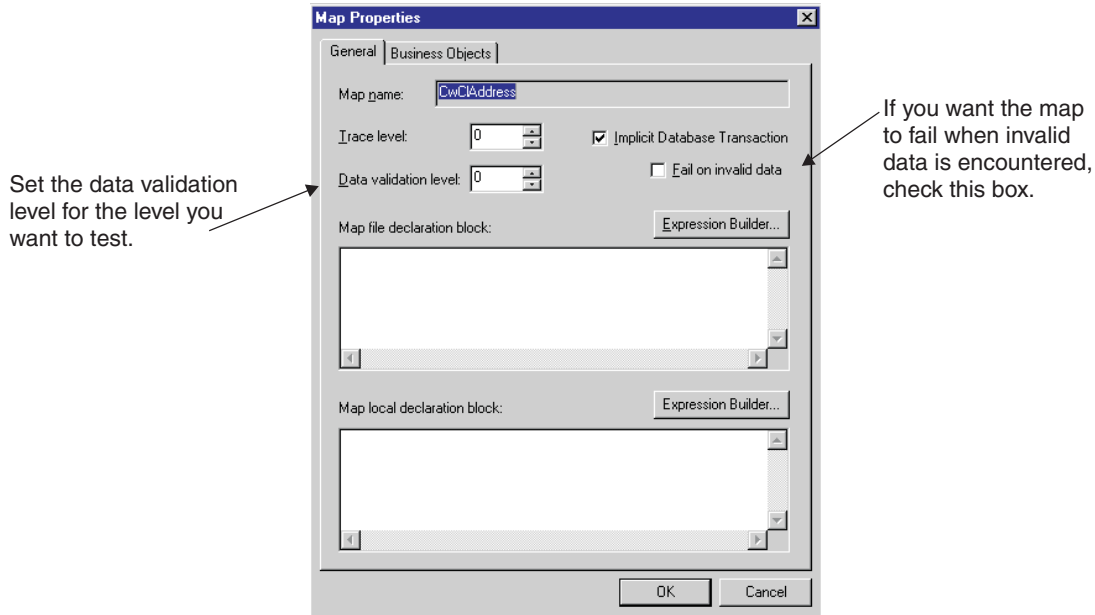 Map Properties
General
Business Objects
Map name:
CwClAddress
Trace level:
0
Implicit Database Transaction
Data validation level:
0
Fail on invalid data
Map file declaration block:
Expression Builder...
Map local declaration block:
Expression Builder...
OK
Cancel
Set the data validation
level for the level you
want to test.
If you want the map
to fail when invalid
data is encountered,
check this box.